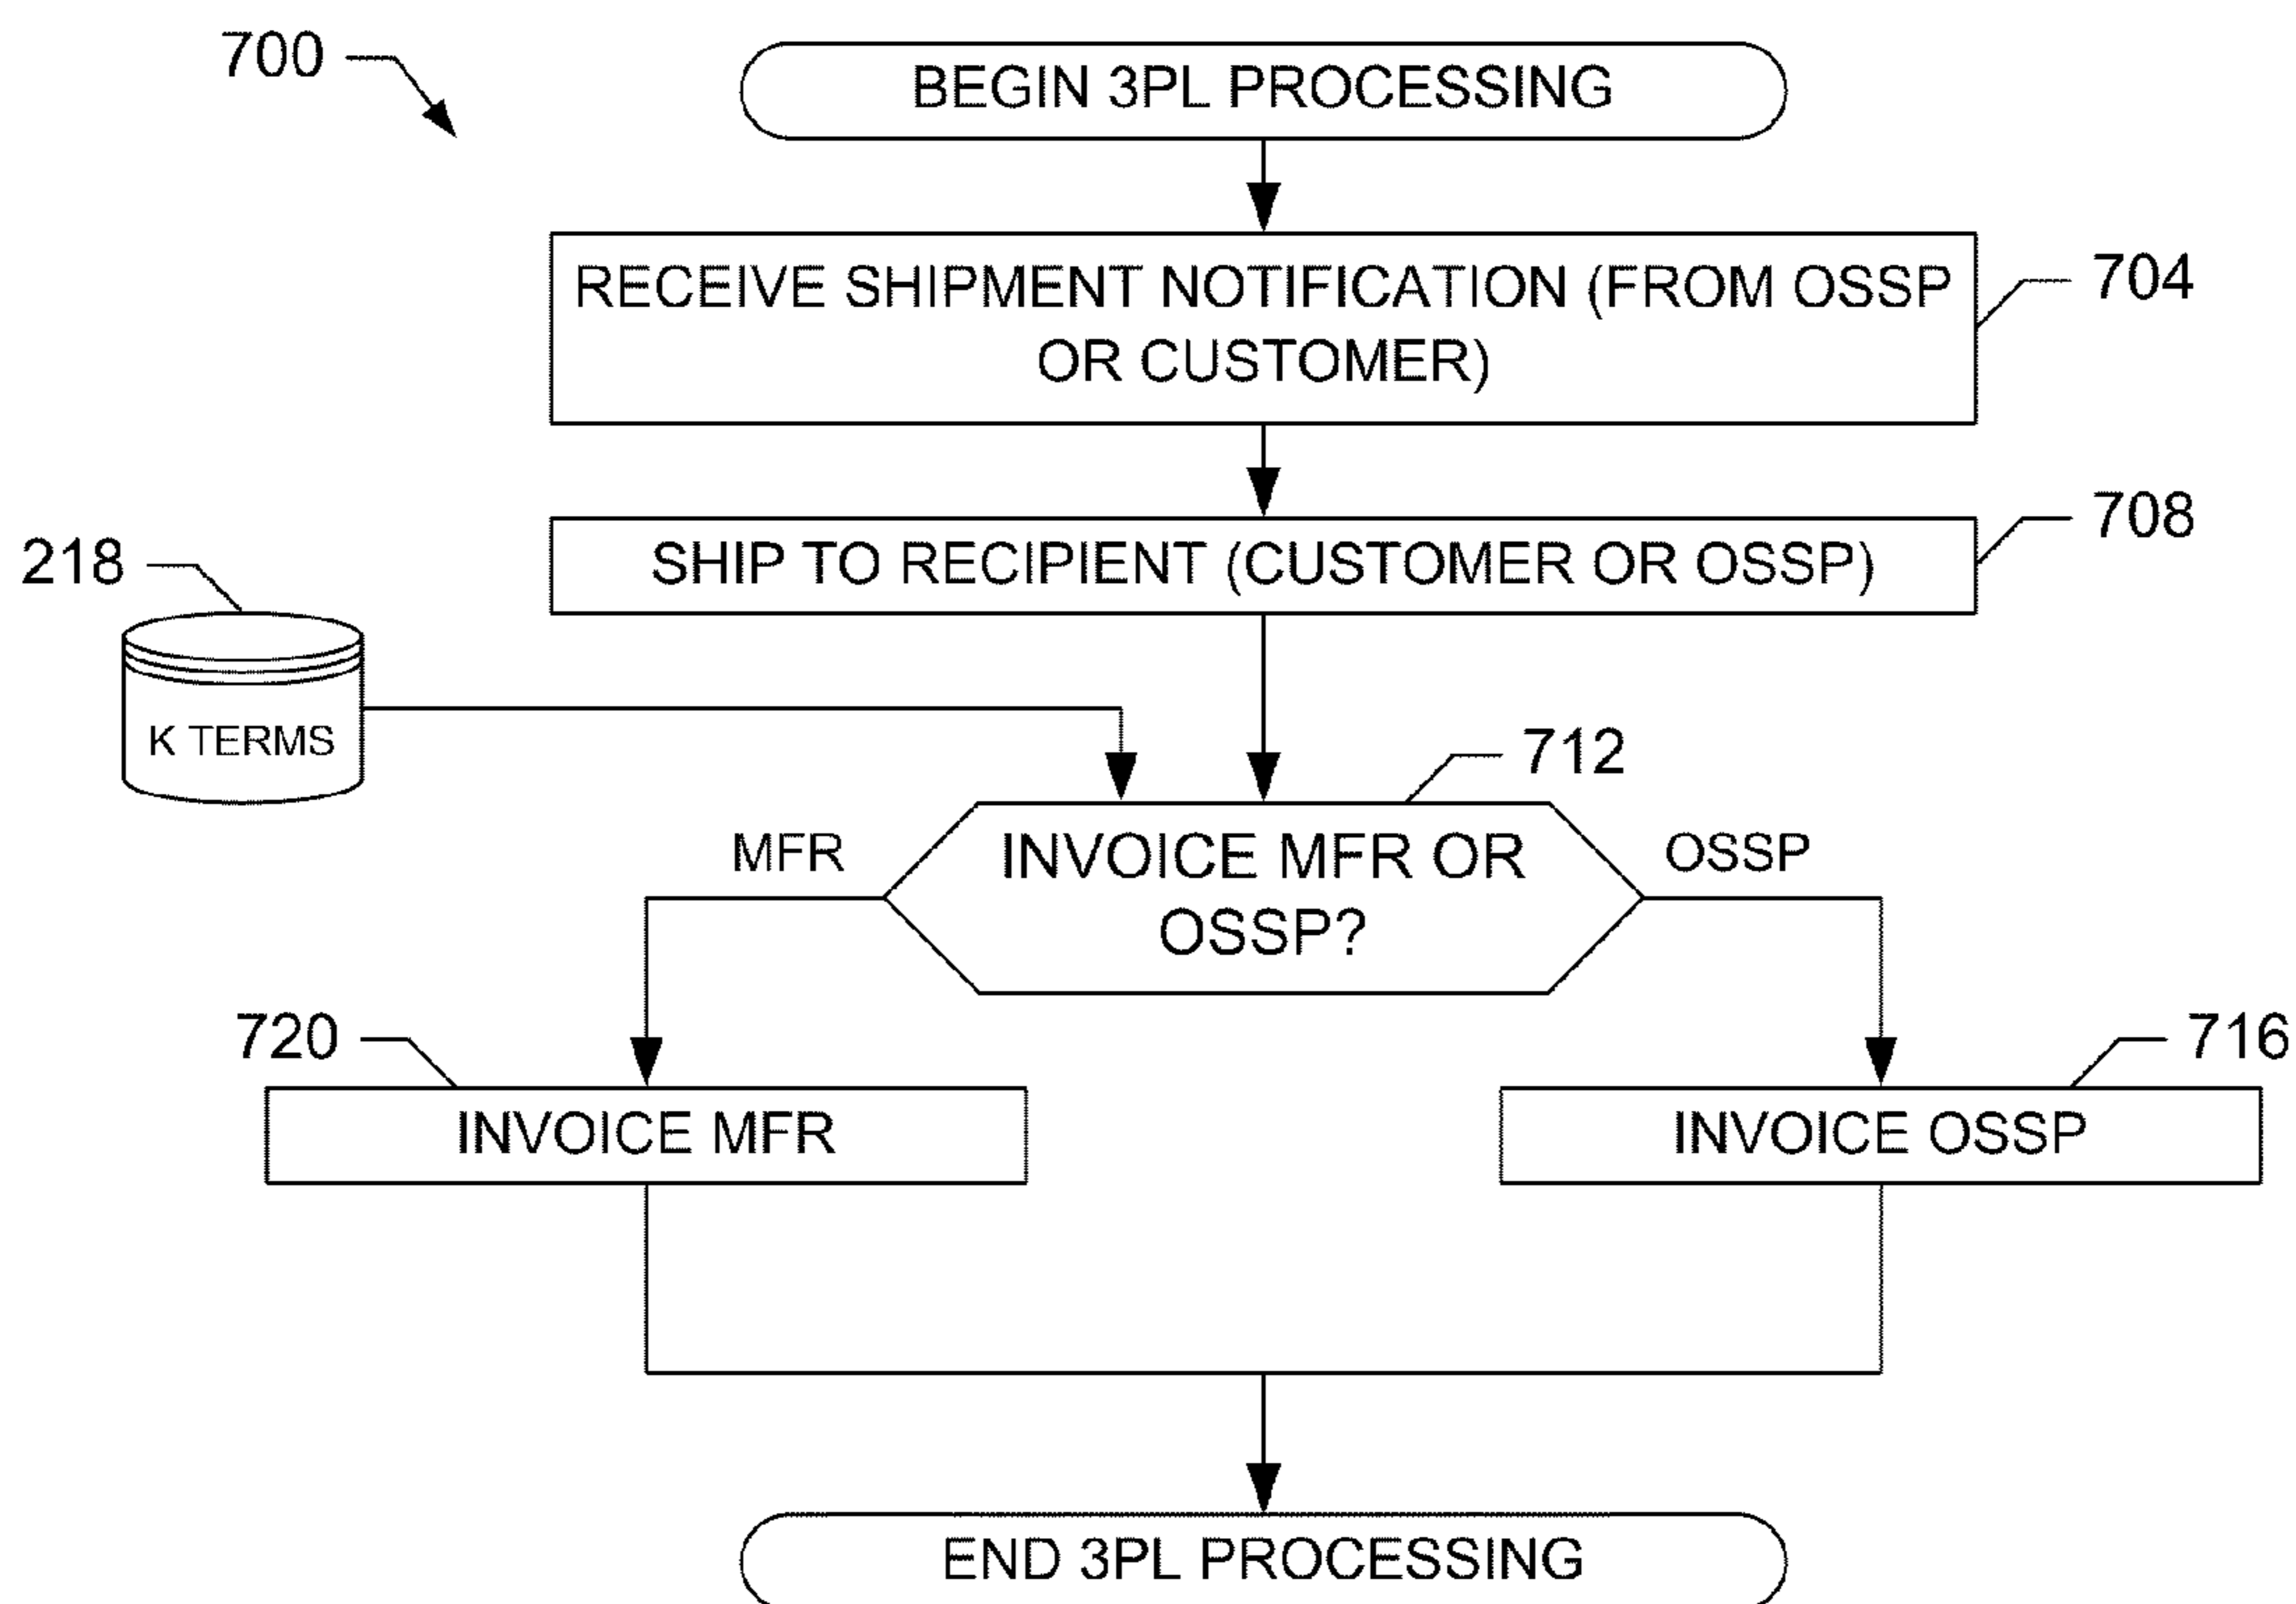 700
BEGIN 3PL PROCESSING
RECEIVE SHIPMENT NOTIFICATION (FROM OSSP
OR CUSTOMER)
704
SHIP TO RECIPIENT (CUSTOMER OR OSSP)
708
218
K TERMS
712
MFR
INVOICE MFR OR
OSSP?
OSSP
720
INVOICE MFR
716
INVOICE OSSP
END 3PL PROCESSING